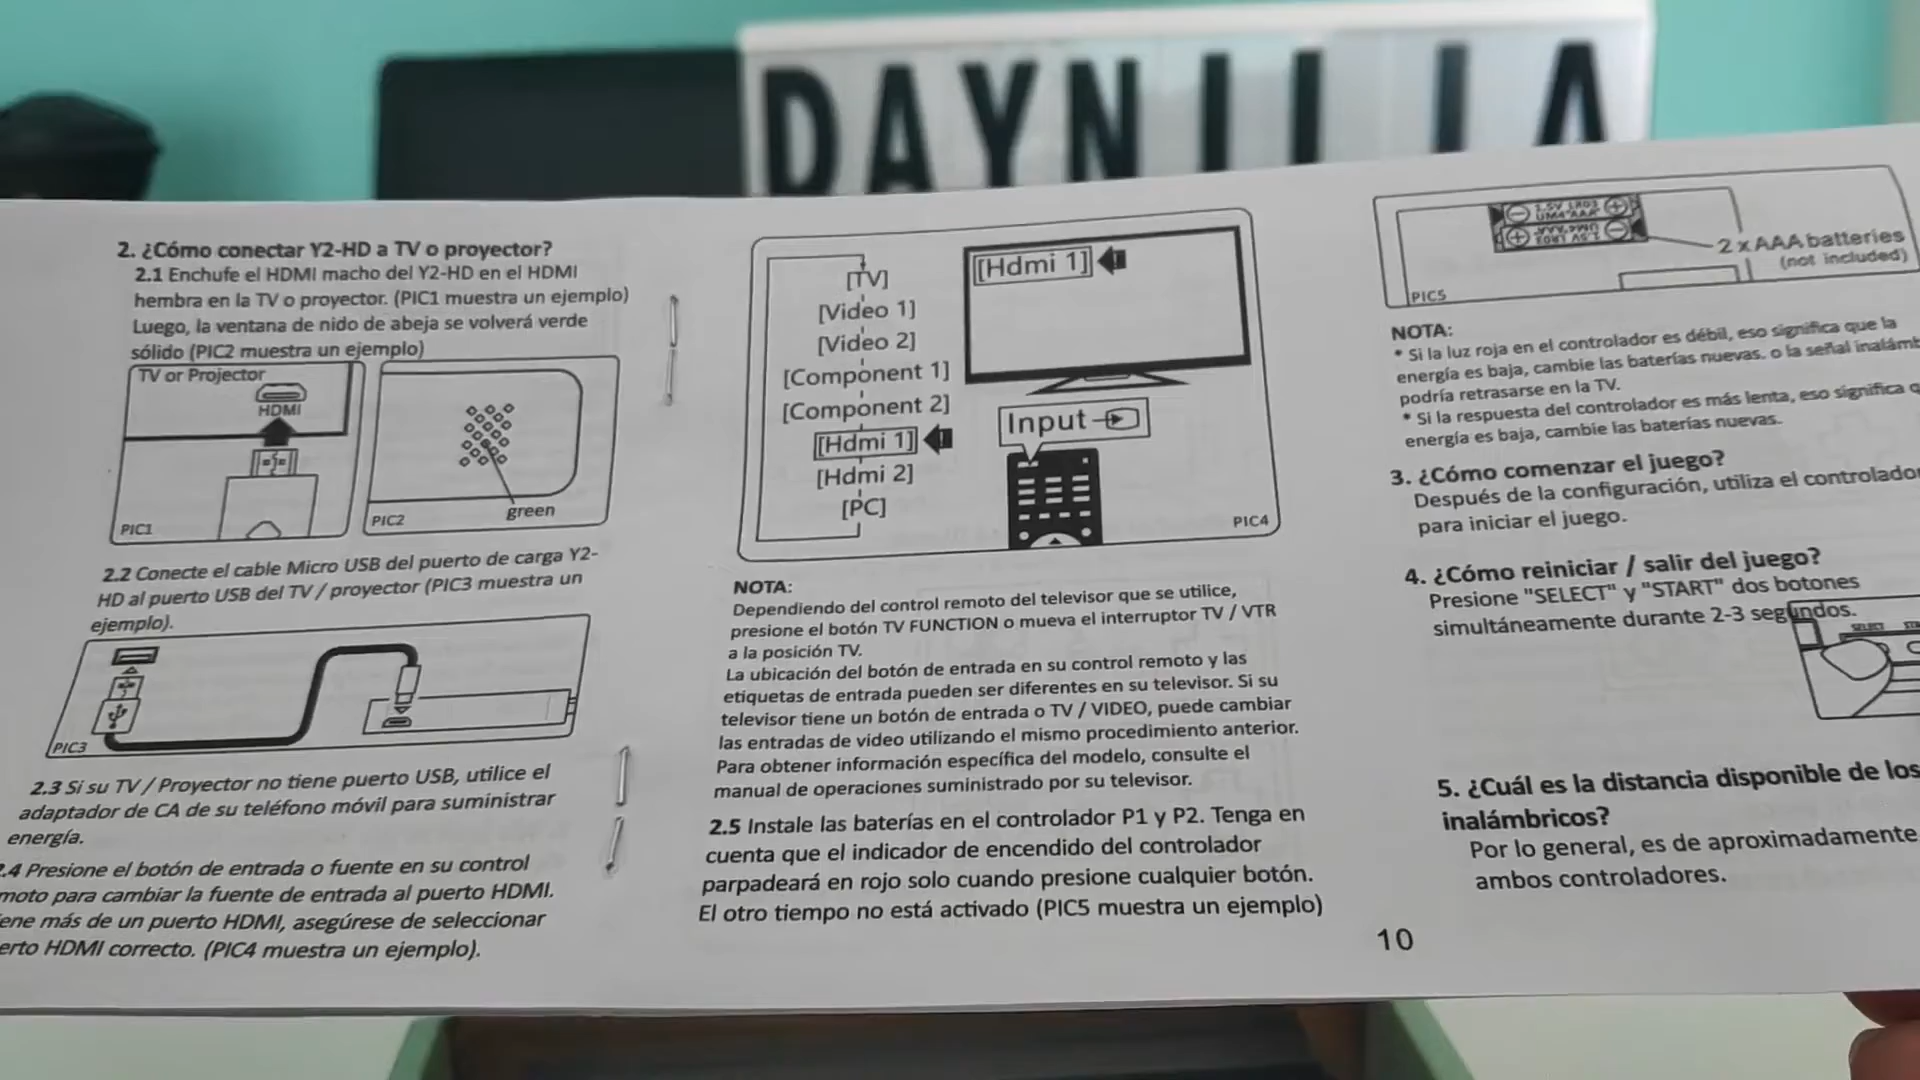 DAYNILLA
2. ¿Cómo conectar Y2-HD a TV o proyector?
2.1 Enchufe el HDMI macho del Y2-HD en el HDMI
hembra en la TV o proyector. (PIC1 muestra un ejemplo)
Luego, la ventana de nido de abeja se volverá verde
sólido (PIC2 muestra un ejemplo)
TV or Projector
HDMI
PIC1
PIC2
green
2.2 Conecte el cable Micro USB del puerto de carga Y2-
HD al puerto USB del TV / proyector (PIC3 muestra un
ejemplo).
PIC3
2.3 Si su TV / Proyector no tiene puerto USB, utilice el
adaptador de CA de su teléfono móvil para suministrar
energía.
2.4 Presione el botón de entrada o fuente en su control
moto para cambiar la fuente de entrada al puerto HDMI.
ene más de un puerto HDMI, asegúrese de seleccionar
erto HDMI correcto. (PIC4 muestra un ejemplo).
[TV]
[Video 1]
[Video 2]
[Component 1]
[Component 2]
[Hdmi 1]
[Hdmi 2]
[PC]
[Hdmi 1]
Input
PIC4
NOTA:
Dependiendo del control remoto del televisor que se utilice,
presione el botón TV FUNCTION o mueva el interruptor TV / VTR
a la posición TV.
La ubicación del botón de entrada en su control remoto y las
etiquetas de entrada pueden ser diferentes en su televisor. Si su
televisor tiene un botón de entrada o TV / VIDEO, puede cambiar
las entradas de video utilizando el mismo procedimiento anterior.
Para obtener información específica del modelo, consulte el
manual de operaciones suministrado por su televisor.
2.5 Instale las baterías en el controlador P1 y P2. Tenga en
cuenta que el indicador de encendido del controlador
parpadeará en rojo solo cuando presione cualquier botón.
El otro tiempo no está activado (PIC5 muestra un ejemplo)
1.5V LR03
UM4 AAA
UM4 AAA
1.5V LR03
2 x AAA batteries
(not included)
PIC5
NOTA:
* Si la luz roja en el controlador es débil, eso significa que la
energía es baja, cambie las baterías nuevas. o la señal inalámb
podría retrasarse en la TV.
* Si la respuesta del controlador es más lenta, eso significa q
energía es baja, cambie las baterías nuevas.
3. ¿Cómo comenzar el juego?
Después de la configuración, utiliza el controlador
para iniciar el juego.
4. ¿Cómo reiniciar / salir del juego?
Presione "SELECT" y "START" dos botones
simultáneamente durante 2-3 segundos.
SELECT STA
5. ¿Cuál es la distancia disponible de los
inalámbricos?
Por lo general, es de aproximadamente
ambos controladores.
10